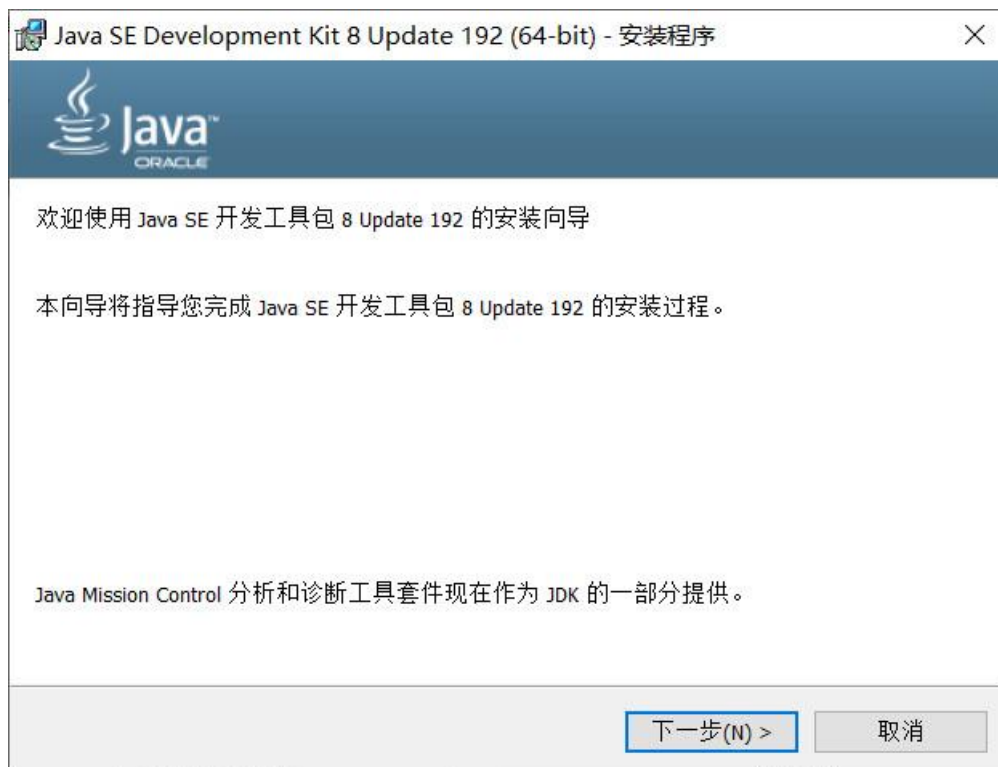 Java SE Development Kit 8 Update 192 (64-bit) - 安装程序
Java™
ORACLE
欢迎使用 Java SE 开发工具包 8 Update 192 的安装向导
本向导将指导您完成 Java SE 开发工具包 8 Update 192 的安装过程。
Java Mission Control 分析和诊断工具套件现在作为 JDK 的一部分提供。
下一步(N) >
取消